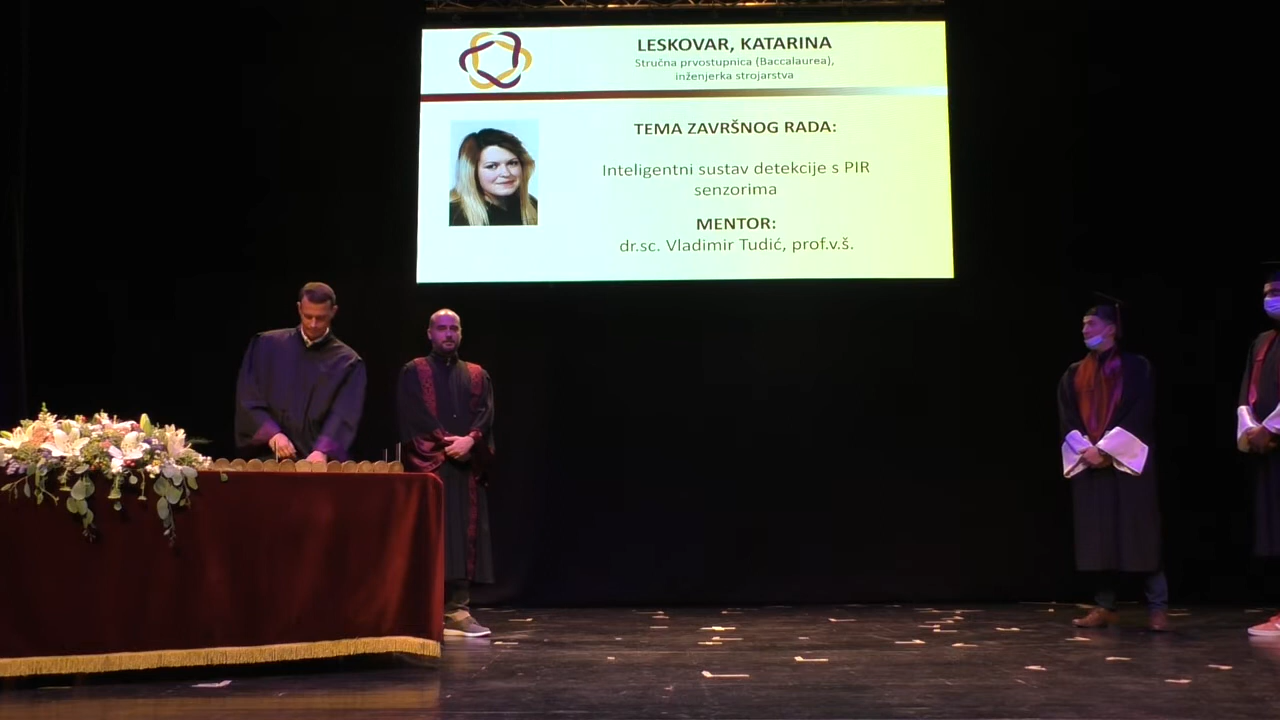 LESKOVAR, KATARINA
Stručna prvostupnica (Baccalaurea),
inženjerka strojarstva
TEMA ZAVRŠNOG RADA:
Inteligentni sustav detekcije s PIR
senzorima
MENTOR:
dr.sc. Vladimir Tudić, prof.v.š.